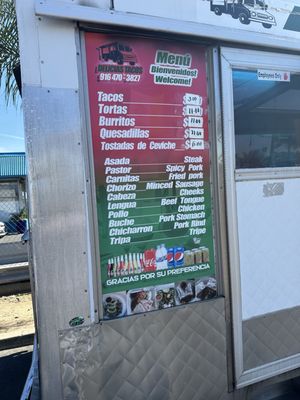 DELICIAS TACOS
916-470-3827
Menú
¡Bienvenidos!
Welcome!
Employees Only
Tacos
Tortas
Burritos
Quesadillas
Tostadas de Ceviche
Asada Steak
Pastor Spicy Pork
Carnitas Fried Pork
Chorizo Minced Sausage
Cabeza Cheeks
Lengua Beef Tongue
Pollo Chicken
Buche Pork Stomach
Chicharron Pork Rind
Tripa Tripe
GRACIAS POR SU PREFERENCIA